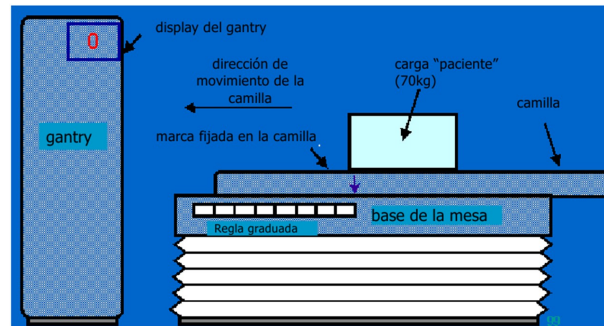 0
display del gantry
dirección de
movimiento de la
camilla
carga “paciente”
(70kg)
camilla
gantry
marca fijada en la camilla
base de la mesa
Regla graduada
gg